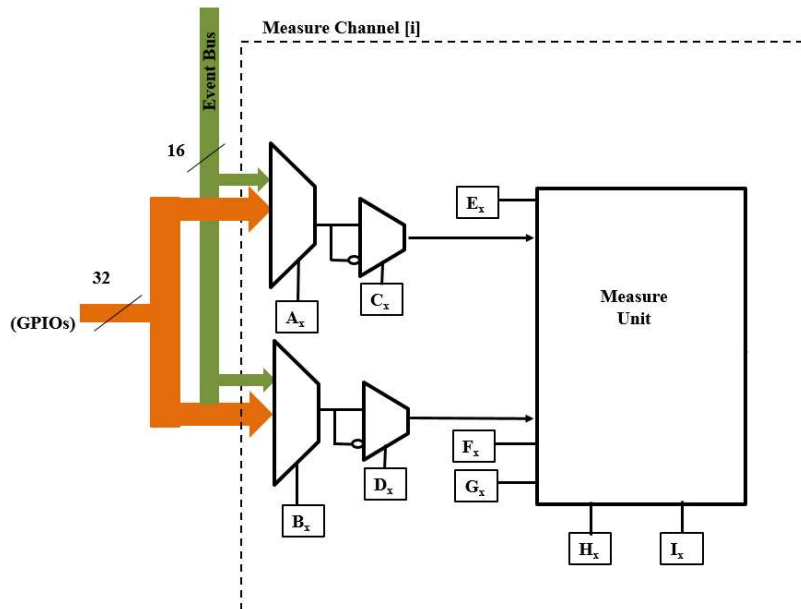 Measure Channel [i]
Event Bus
16
32
(GPIOs)
Aₓ
Cₓ
Eₓ
Measure
Unit
Bₓ
Dₓ
Fₓ
Gₓ
Hₓ
Iₓ